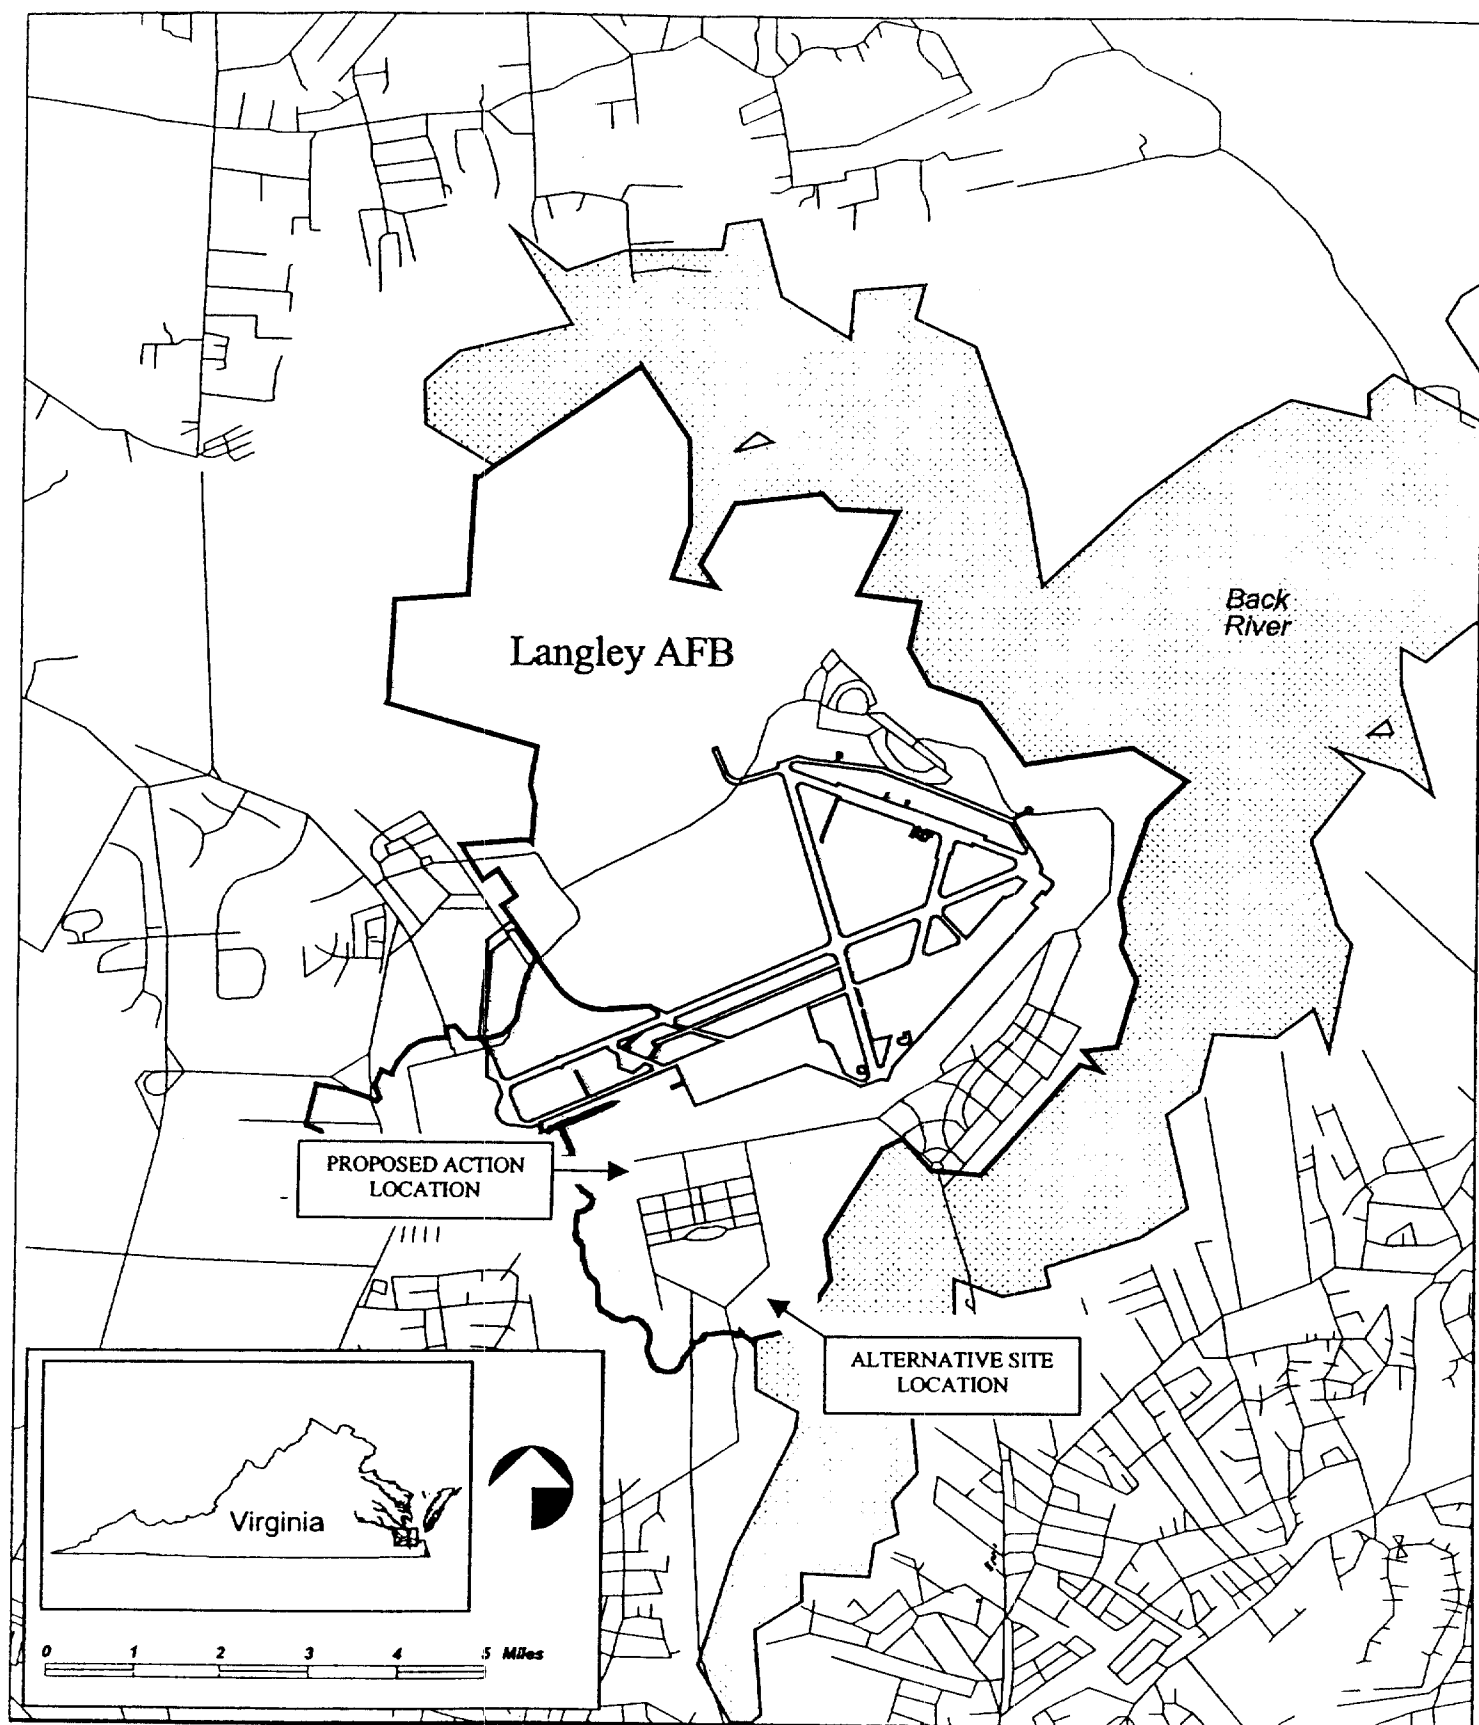 Back
River
Langley AFB
PROPOSED ACTION
LOCATION
ALTERNATIVE SITE
LOCATION
Virginia
0 1 2 3 4 5 Miles